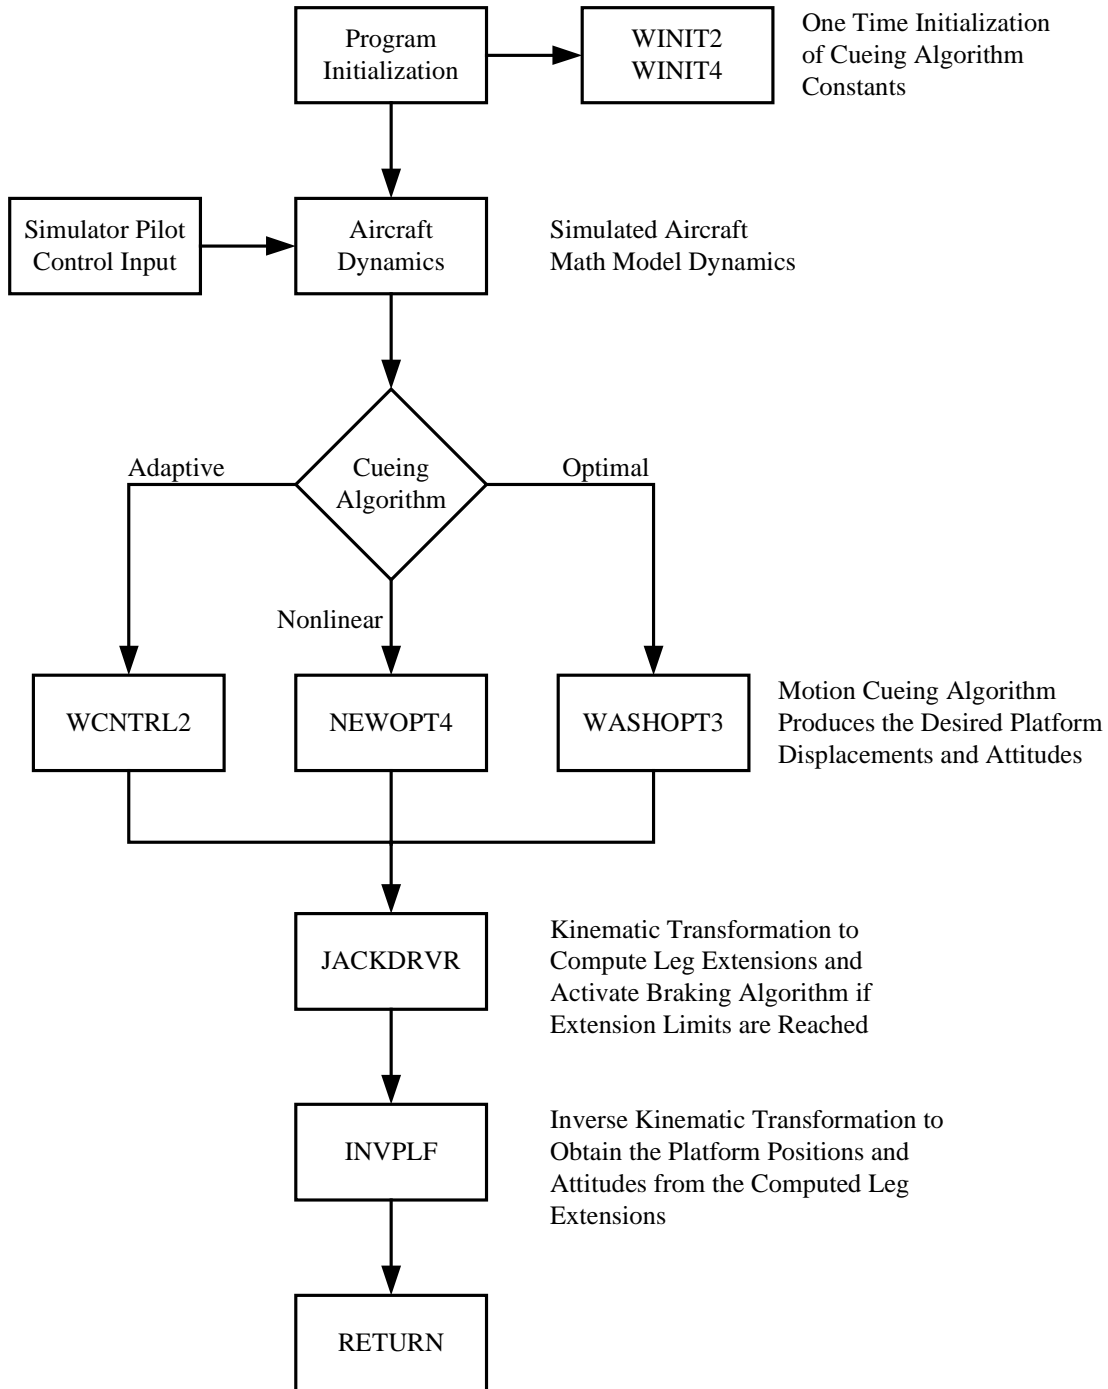 Program
Initialization
WINIT2
WINIT4
One Time Initialization
of Cueing Algorithm
Constants
Simulator Pilot
Control Input
Aircraft
Dynamics
Simulated Aircraft
Math Model Dynamics
Adaptive
Cueing
Algorithm
Optimal
Nonlinear
WCNTRL2
NEWOPT4
WASHOPT3
Motion Cueing Algorithm
Produces the Desired Platform
Displacements and Attitudes
JACKDRVR
Kinematic Transformation to
Compute Leg Extensions and
Activate Braking Algorithm if
Extension Limits are Reached
INVPLF
Inverse Kinematic Transformation to
Obtain the Platform Positions and
Attitudes from the Computed Leg
Extensions
RETURN